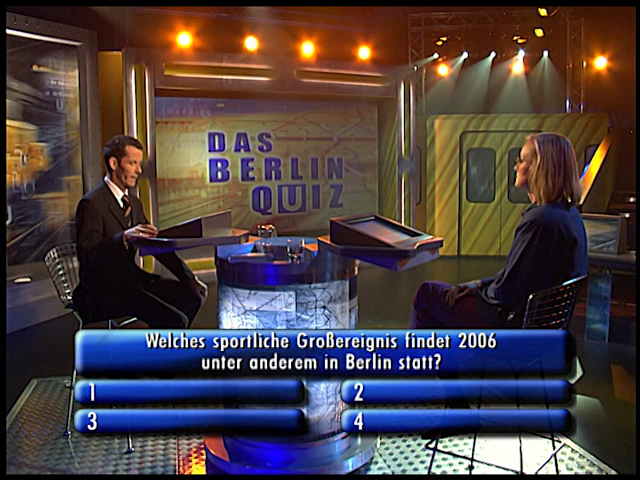 DAS
BERLIN
QUIZ
Welches sportliche Großereignis findet 2006
unter anderem in Berlin statt?
1
2
3
4